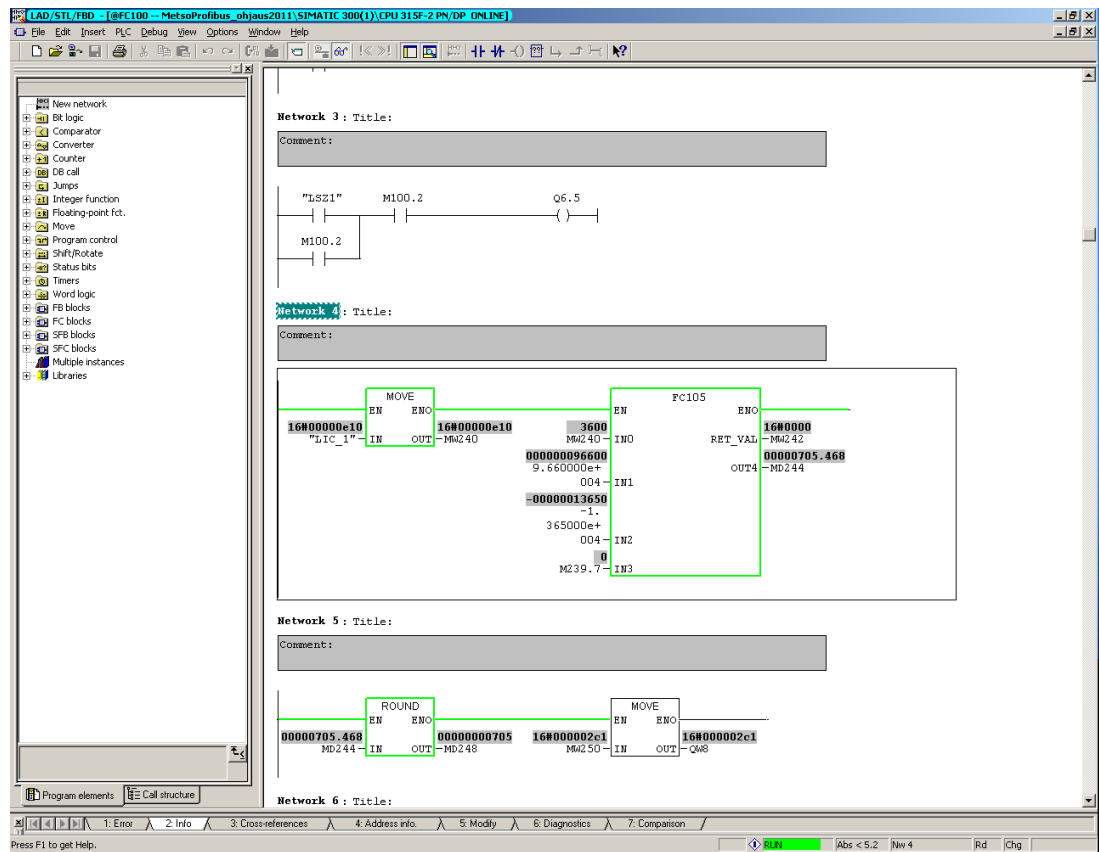 LAD/STL/FBD - [@FC100 -- MetsoProfibus_ohjaus2011\SIMATIC 300(1)\CPU 315F-2 PN/DP ONLINE]
File Edit Insert PLC Debug View Options Window Help
New network
Bit logic
Comparator
Converter
Counter
DB call
Jumps
Integer function
Floating-point fct.
Move
Program control
Shift/Rotate
Status bits
Timers
Word logic
FB blocks
FC blocks
SFB blocks
SFC blocks
Multiple instances
Libraries
Program elements Call structure
Network 3 : Title:
Comment:
"LSZ1" M100.2 Q6.5
M100.2
Network 4 : Title:
Comment:
MOVE FC105
EN ENO EN ENO
16#00000e10 16#00000e10 3600 16#0000
"LIC_1" IN OUT MW240 MW240 IN0 RET_VAL MW242
000000096600 00000705.468
9.660000e+ OUT4 MD244
004 IN1
-00000013650
-1.
365000e+
004 IN2
0
M239.7 IN3
Network 5 : Title:
Comment:
ROUND MOVE
EN ENO EN ENO
00000705.468 00000000705 16#000002c1 16#000002c1
MD244 IN OUT MD248 MW250 IN OUT QW8
Network 6 : Title:
1: Error 2: Info 3: Cross-references 4: Address info. 5: Modify 6: Diagnostics 7: Comparison
Press F1 to get Help. RUN Abs < 5.2 Nw 4 Rd Chg